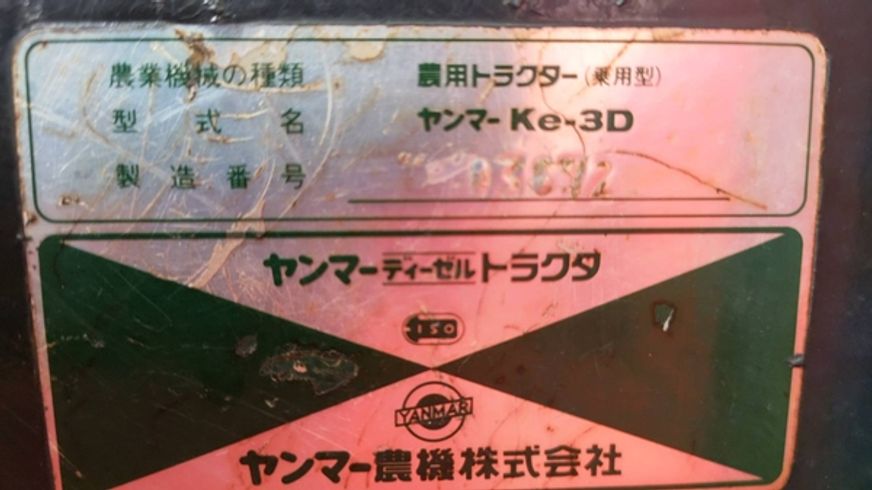 農業機械の種類 農用トラクター(乗用型)
型式名 ヤンマー Ke-3D
製造番号
ヤンマーディーゼルトラクタ
ISO
YANMAR
ヤンマー農機株式会社